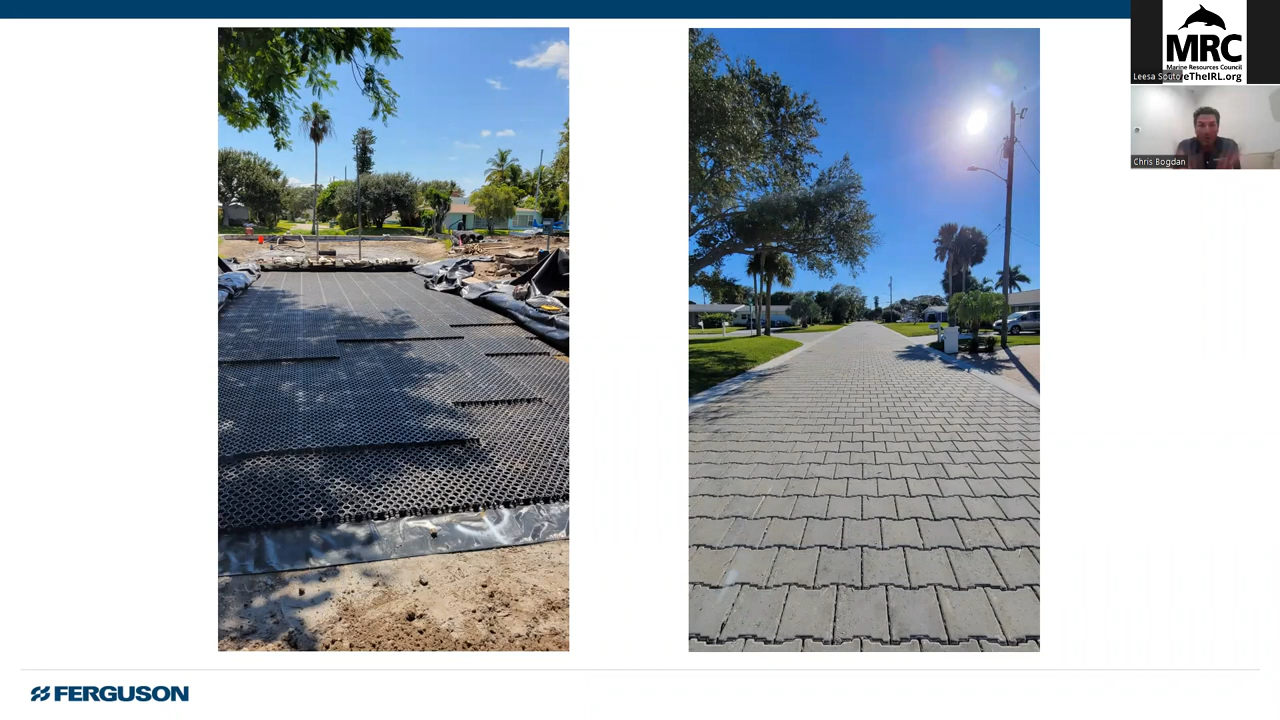 MRC
Marine Resources Council
Leesa Souto
eTheIRL.org
Chris Bogdan
FERGUSON